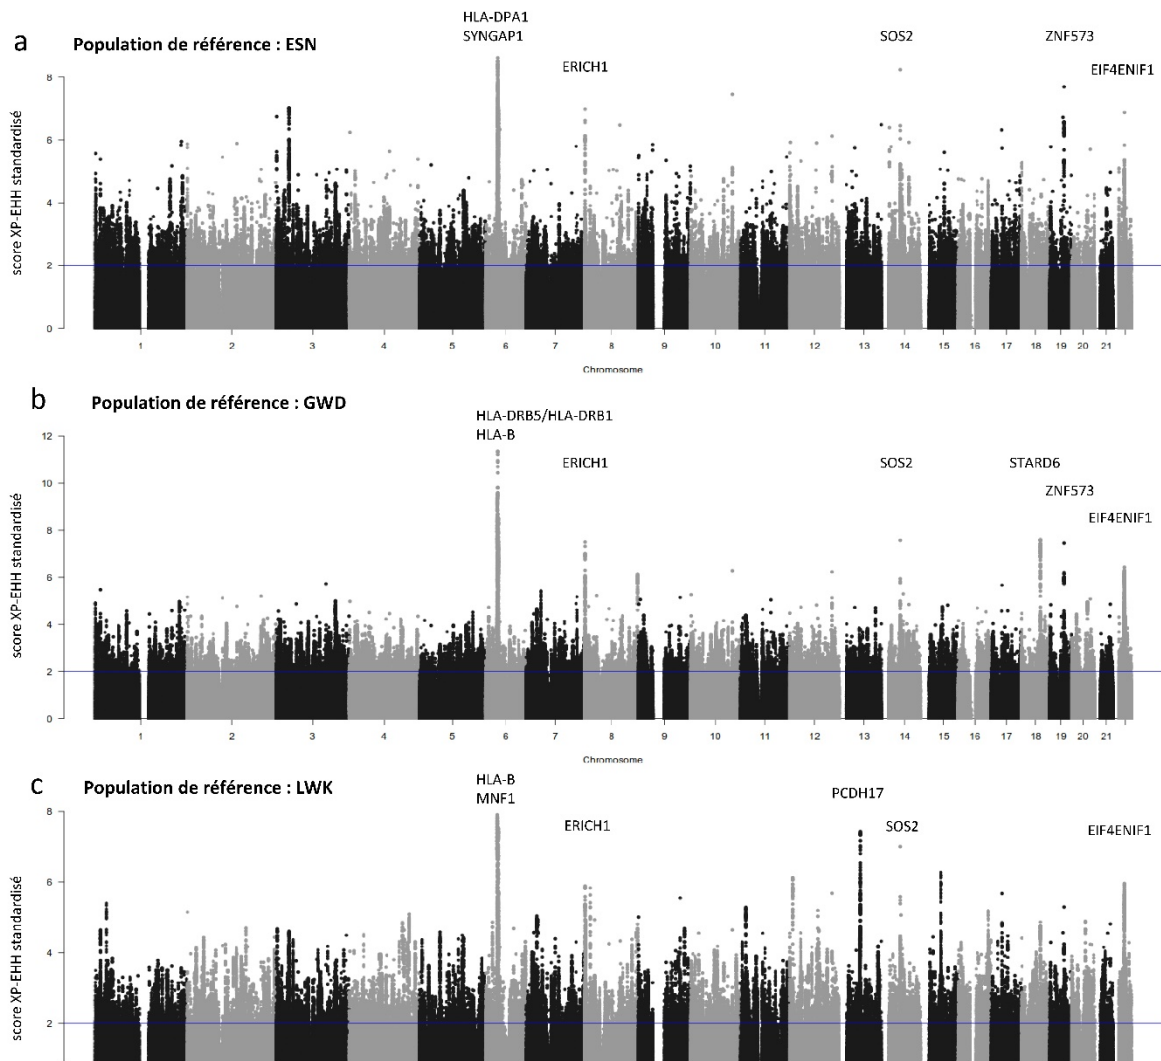 HLA-DPA1
a Population de référence : ESN SYNGAP1 SOS2 ZNF573
ERICH1 EIF4ENIF1
score XP-EHH standardisé
8
6
4
2
0
1 2 3 4 5 6 7 8 9 10 11 12 13 14 15 16 17 18 19 20 21
Chromosome
b Population de référence : GWD
HLA-DRB5/HLA-DRB1
HLA-B
ERICH1 SOS2 STARD6
ZNF573
EIF4ENIF1
score XP-EHH standardisé
12
10
8
6
4
2
0
1 2 3 4 5 6 7 8 9 10 11 12 13 14 15 16 17 18 19 20 21
Chromosome
c Population de référence : LWK
HLA-B
MNF1 PCDH17
ERICH1 SOS2 EIF4ENIF1
score XP-EHH standardisé
8
6
4
2